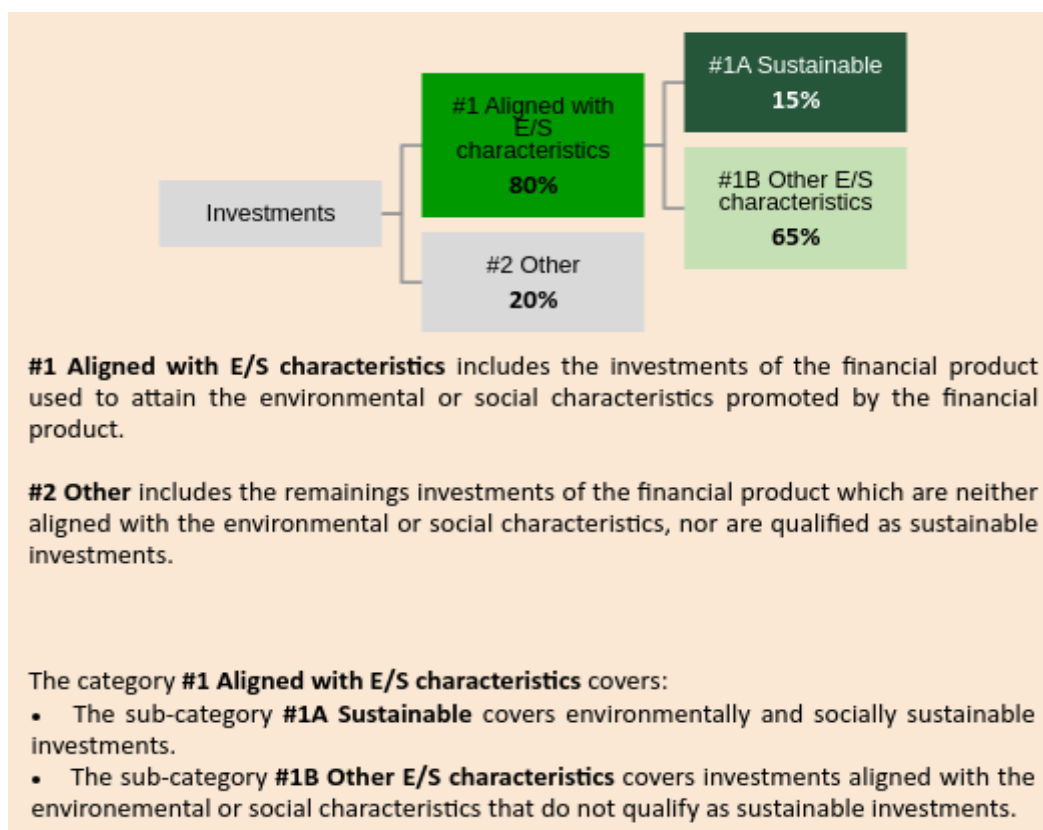 #1A Sustainable
15%
#1 Aligned with
E/S
characteristics
80%
#1B Other E/S
characteristics
65%
Investments
#2 Other
20%
#1 Aligned with E/S characteristics includes the investments of the financial product
used to attain the environmental or social characteristics promoted by the financial
product.
#2 Other includes the remainings investments of the financial product which are neither
aligned with the environmental or social characteristics, nor are qualified as sustainable
investments.
The category #1 Aligned with E/S characteristics covers:
• The sub-category #1A Sustainable covers environmentally and socially sustainable
investments.
• The sub-category #1B Other E/S characteristics covers investments aligned with the
environemental or social characteristics that do not qualify as sustainable investments.